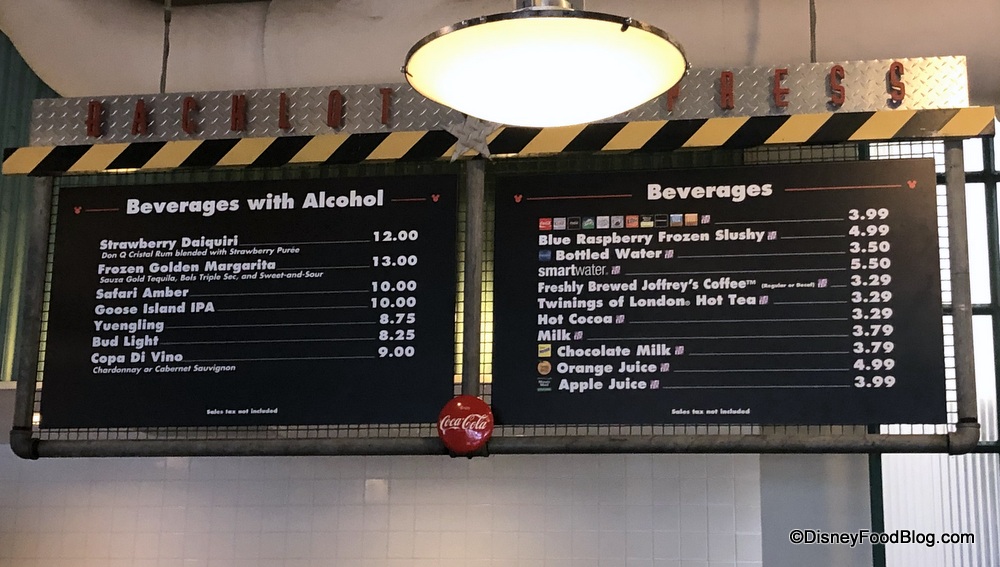 BACKLOT PRESS
Beverages with Alcohol
Strawberry Daiquiri 12.00
Don Q Cristal Rum blended with Strawberry Purée
Frozen Golden Margarita 13.00
Sauza Gold Tequila, Bols Triple Sec, and Sweet-and-Sour
Safari Amber 10.00
Goose Island IPA 10.00
Yuengling 8.75
Bud Light 8.25
Copa Di Vino 9.00
Chardonnay or Cabernet Sauvignon
Sales tax not included
Beverages
3.99
Blue Raspberry Frozen Slushy 4.99
Bottled Water 3.50
smartwater. 5.50
Freshly Brewed Joffrey's Coffee™ (Regular or Decaf) 3.29
Twinings of London® Hot Tea 3.29
Hot Cocoa 3.29
Milk 3.79
Chocolate Milk 3.79
Orange Juice 4.99
Apple Juice 3.99
Sales tax not included
Coca-Cola
©DisneyFoodBlog.com